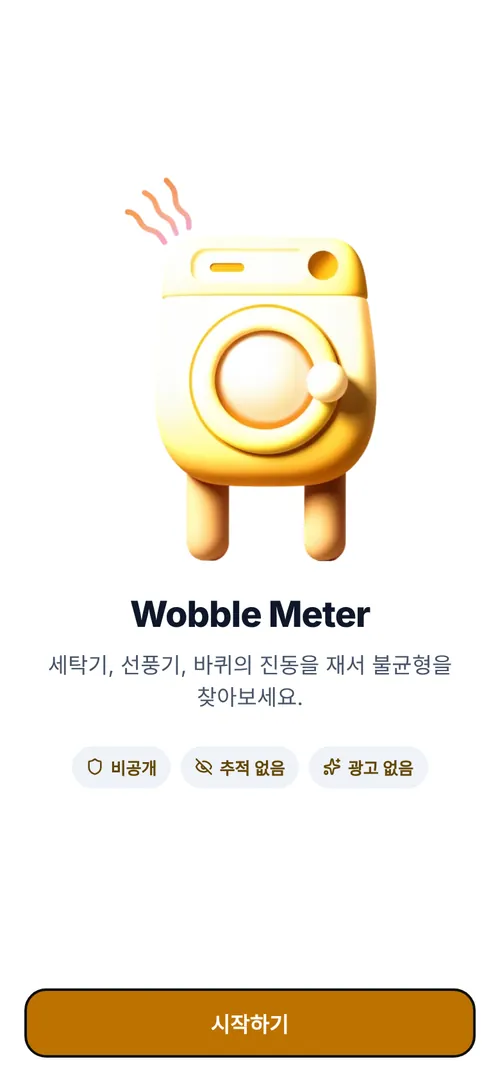 Wobble Meter
세탁기, 선풍기, 바퀴의 진동을 재서 불균형을
찾아보세요.
비공개
추적 없음
광고 없음
시작하기